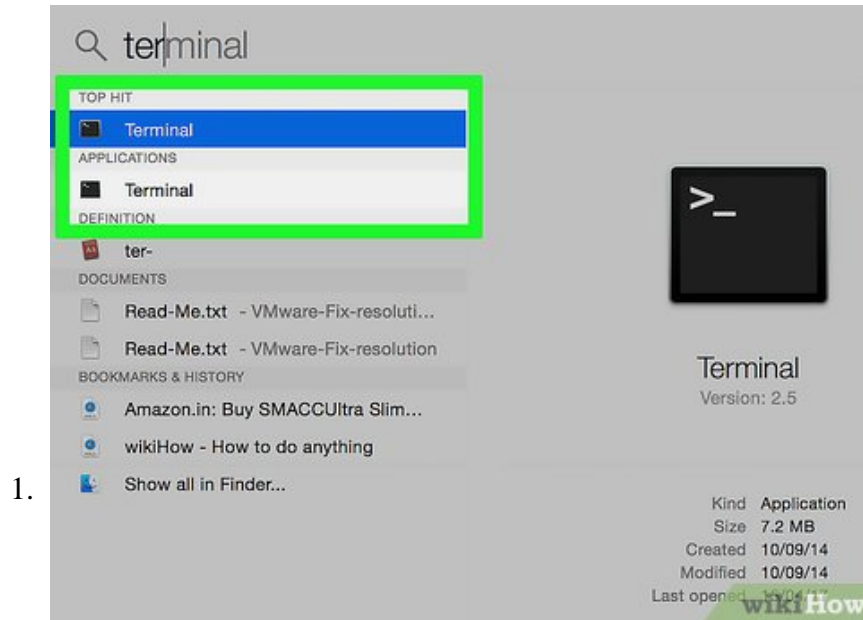 terminal
TOP HIT
Terminal
APPLICATIONS
Terminal
DEFINITION
ter-
DOCUMENTS
Read-Me.txt - VMware-Fix-resoluti...
Read-Me.txt - VMware-Fix-resolution
BOOKMARKS & HISTORY
Amazon.in: Buy SMACCUltra Slim...
wikiHow - How to do anything
1.
Show all in Finder...
>_
Terminal
Version: 2.5
Kind Application
Size 7.2 MB
Created 10/09/14
Modified 10/09/14
Last opened
wikiHow